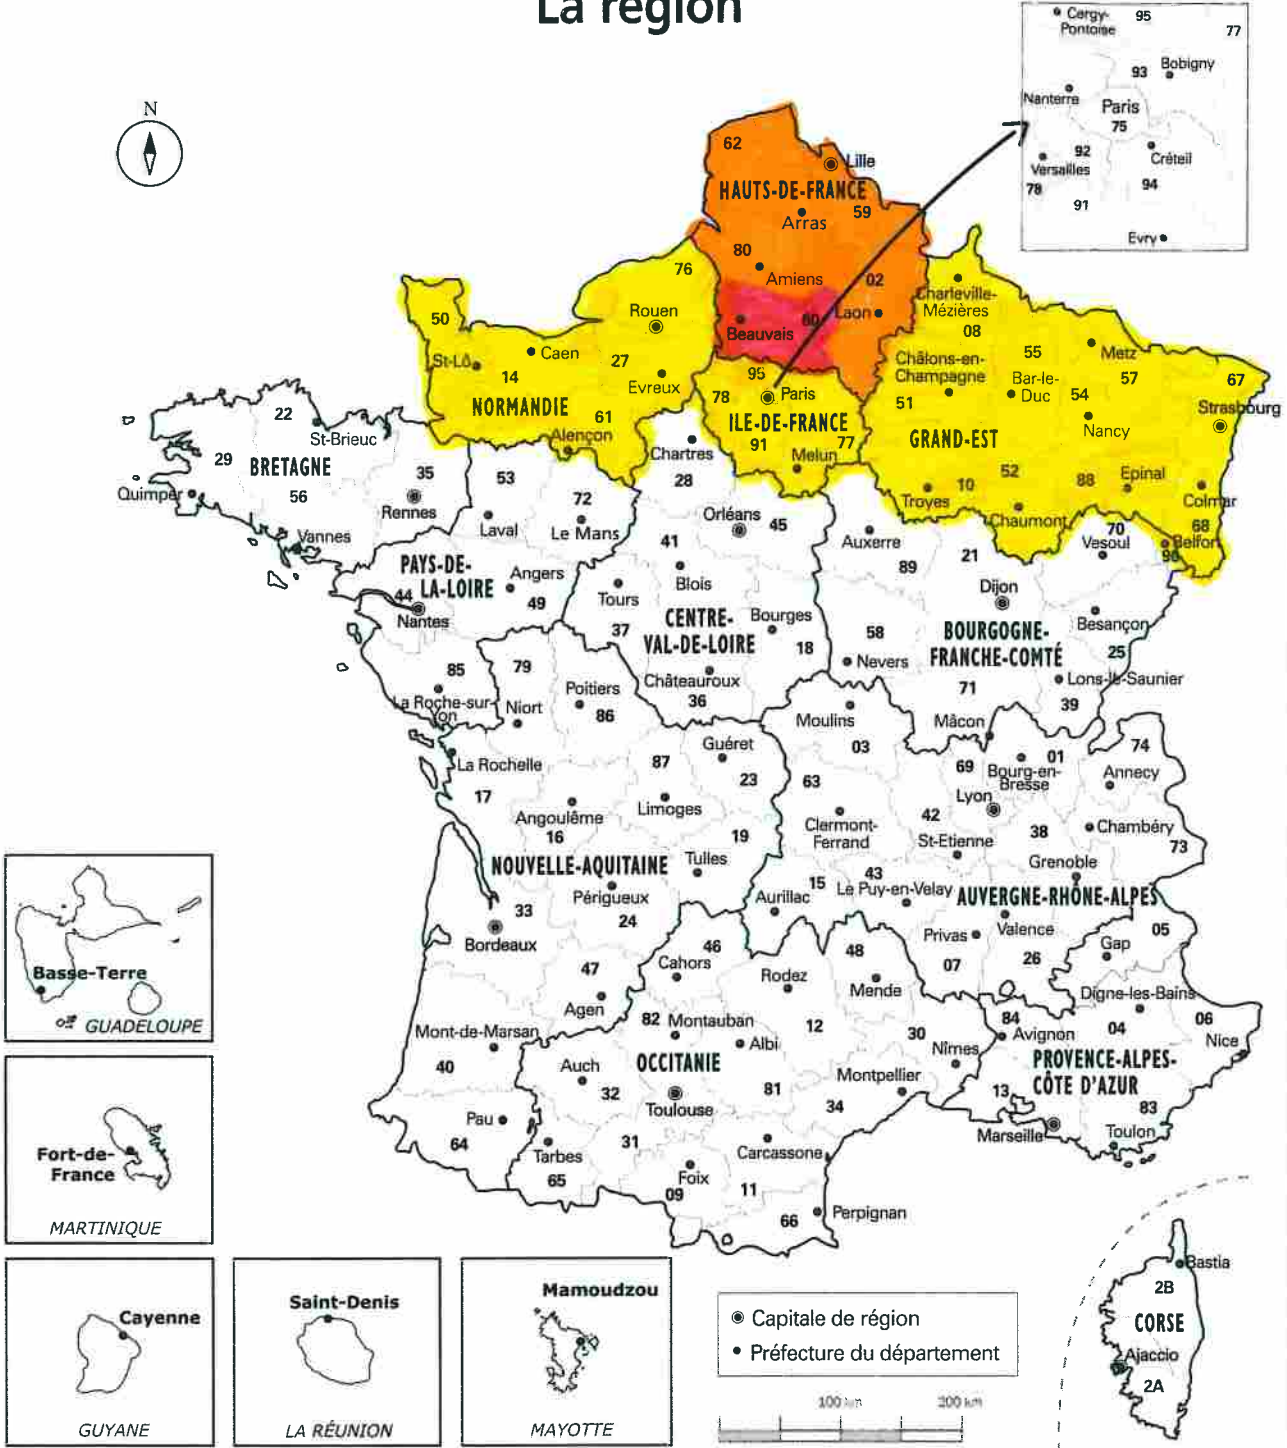 La région
Cergy-
Pontoise
95
77
93
Bobigny
Nanterre
Paris
75
92
Versailles
Créteil
78
94
91
Evry
N
62
Lille
HAUTS-DE-FRANCE
59
Arras
80
Amiens
02
76
Laon
60
Beauvais
Charleville-
Mézières
08
50
Rouen
St-Lô
Caen
27
14
Evreux
NORMANDIE
61
Alençon
95
78
Paris
ILE-DE-FRANCE
91
77
Melun
Châlons-en-
Champagne
55
Metz
57
67
Bar-le-
Duc
54
51
Strasbourg
Nancy
GRAND-EST
52
88
Epinal
10
Troyes
Chaumont
Colmar
68
22
St-Brieuc
29
BRETAGNE
35
56
Quimper
Rennes
Vannes
53
72
Laval
Le Mans
PAYS-DE-
LA-LOIRE
Angers
44
49
Nantes
85
La Roche-sur-
Yon
Chartres
28
Orléans
45
41
Blois
Tours
37
CENTRE-
VAL-DE-LOIRE
Bourges
18
Châteauroux
36
Auxerre
89
21
70
Vesoul
Belfort
90
Dijon
Besançon
58
BOURGOGNE-
FRANCHE-COMTÉ
25
Nevers
71
Lons-le-Saunier
39
Mâcon
79
Poitiers
86
Niort
La Rochelle
17
87
Guéret
23
Limoges
Angoulême
16
19
NOUVELLE-AQUITAINE
Tulles
Périgueux
24
33
Bordeaux
47
Agen
Mont-de-Marsan
40
Pau
64
Moulins
03
63
Clermont-
Ferrand
69
Bourg-en-
Bresse
01
74
Annecy
Lyon
42
St-Etienne
38
Chambéry
73
Grenoble
43
15
Le Puy-en-Velay
AUVERGNE-RHÔNE-ALPES
Aurillac
Valence
Privas
07
26
46
Cahors
Rodez
48
Mende
82
Montauban
12
30
Nîmes
Albi
OCCITANIE
Auch
32
Toulouse
81
Montpellier
34
31
Carcassonne
Tarbes
65
Foix
09
11
66
Perpignan
05
Gap
Digne-les-Bains
84
Avignon
04
06
Nice
PROVENCE-ALPES-
CÔTE D'AZUR
13
83
Marseille
Toulon
Basse-Terre
GUADELOUPE
Fort-de-
France
MARTINIQUE
Cayenne
GUYANE
Saint-Denis
LA RÉUNION
Mamoudzou
MAYOTTE
Capitale de région
Préfecture du département
100 km
200 km
Bastia
2B
CORSE
Ajaccio
2A